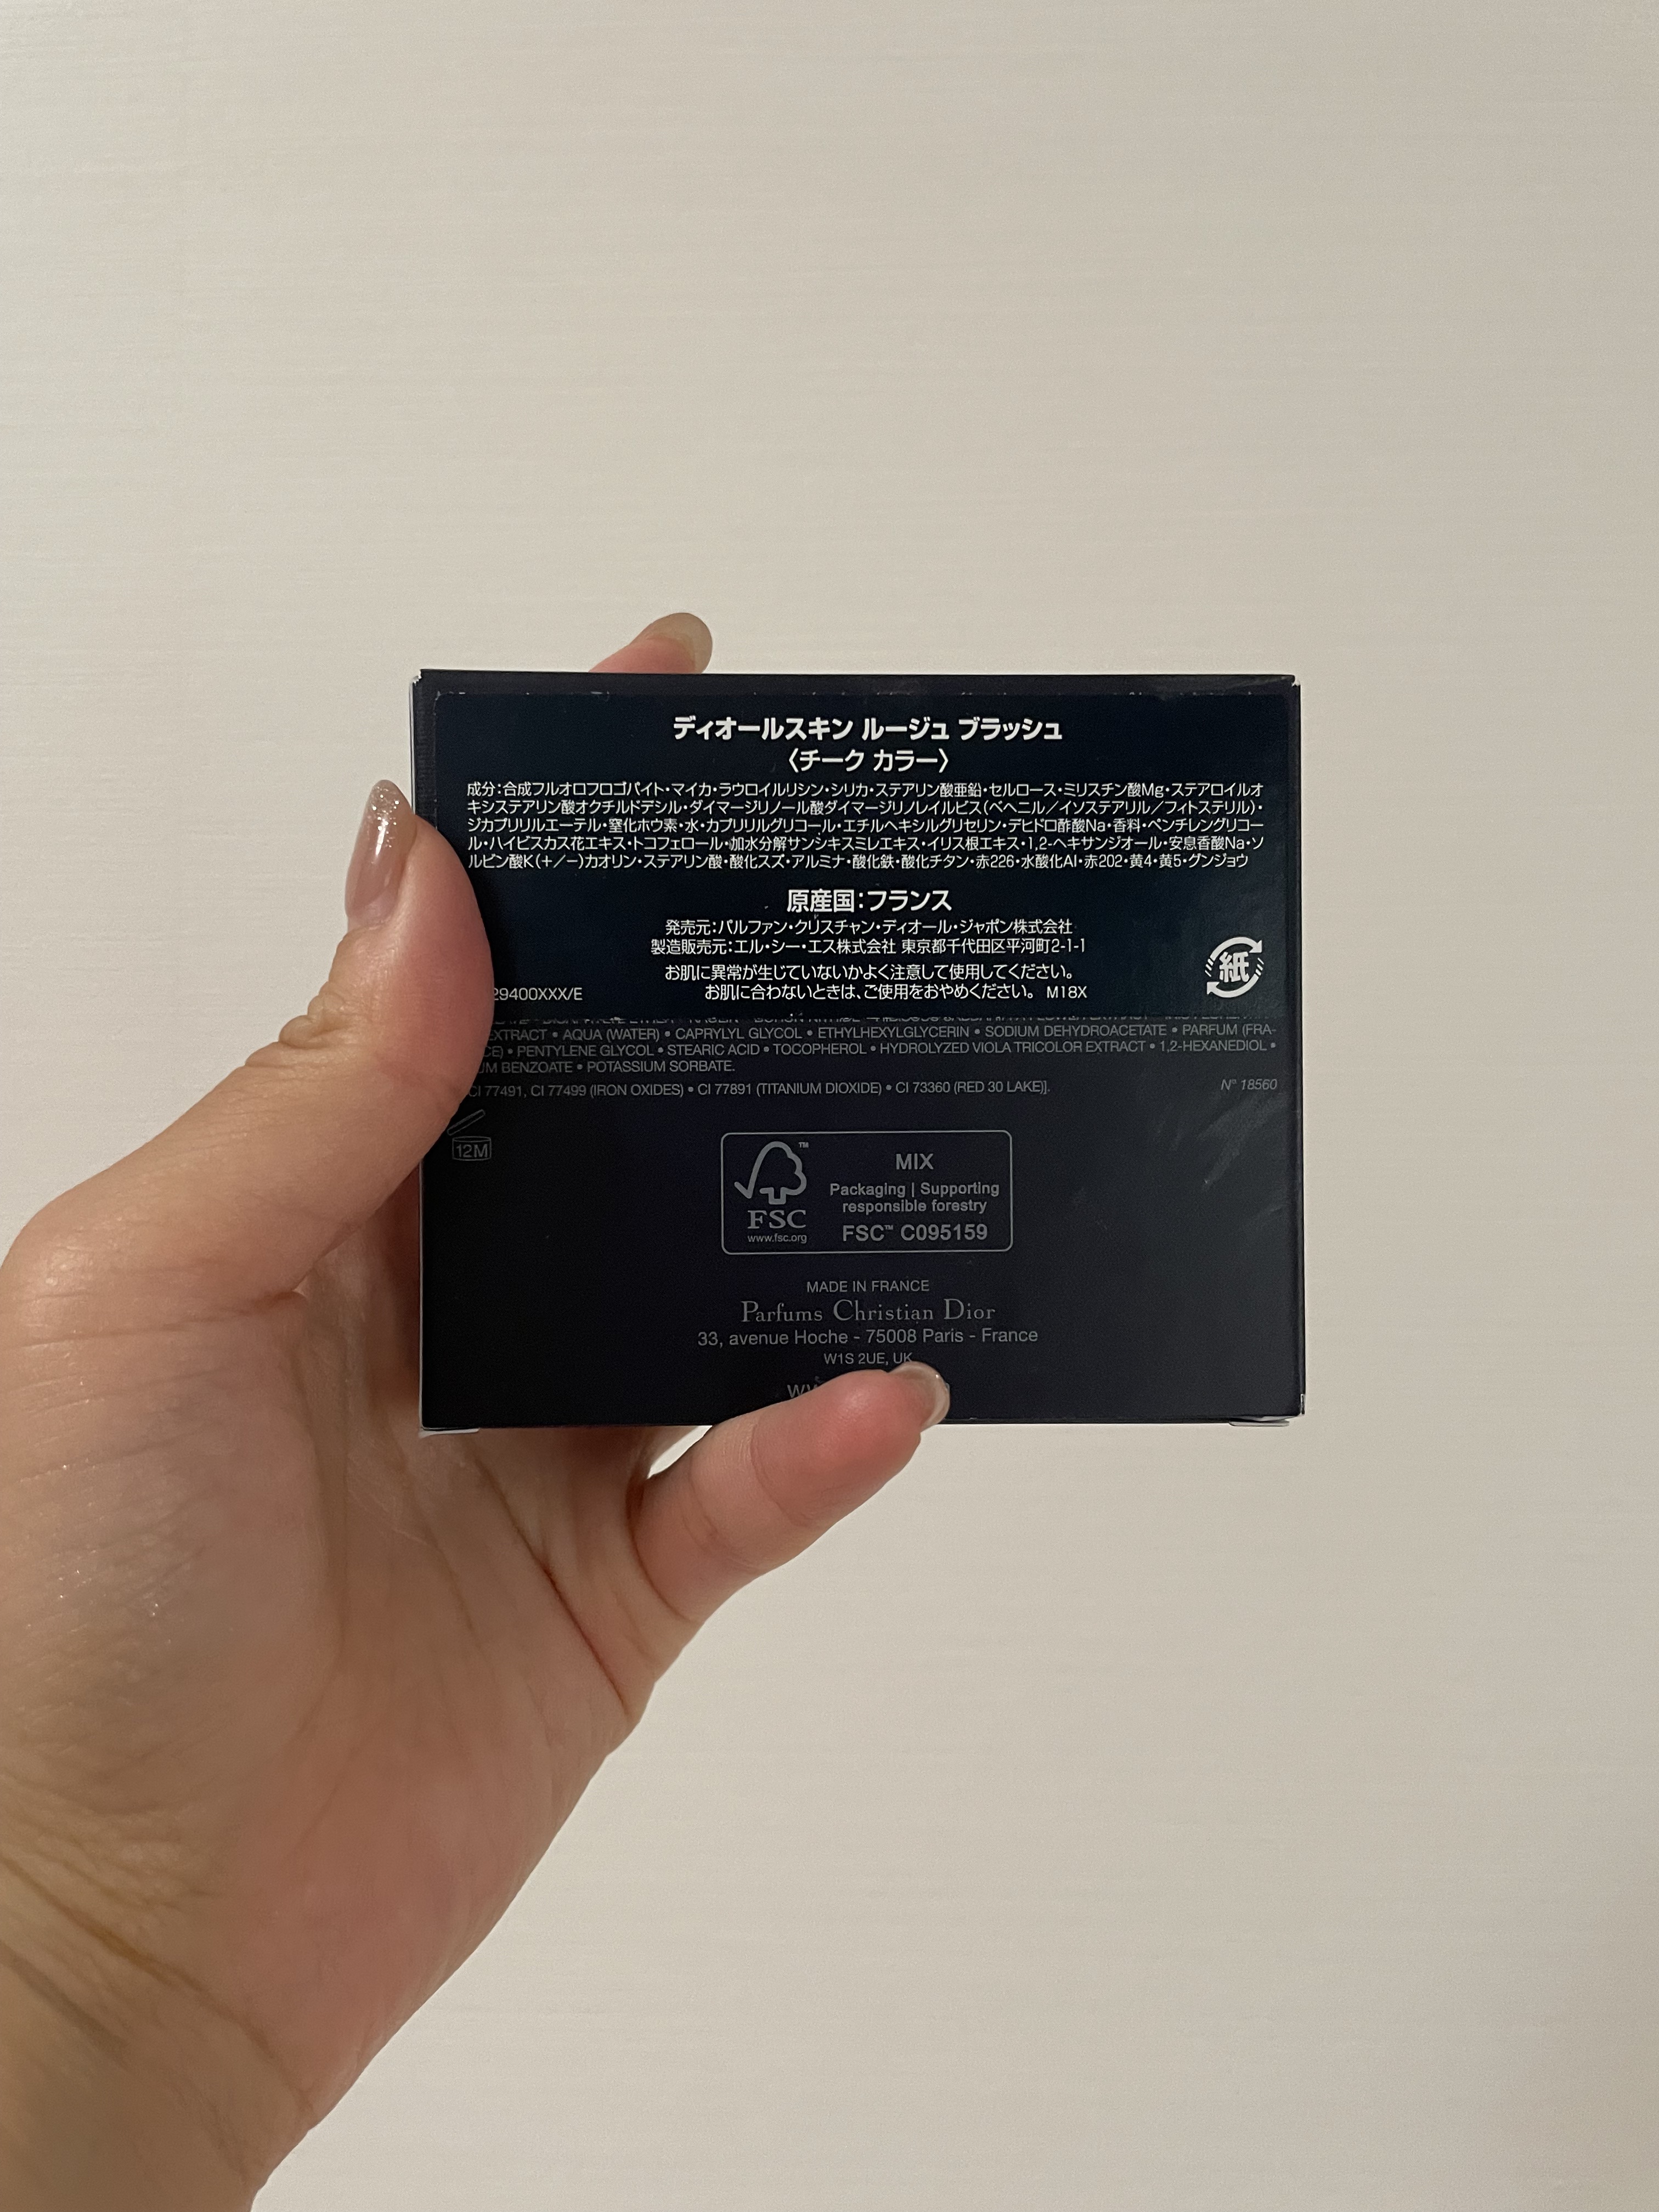 ディオールスキン ルージュ ブラッシュ
〈チーク カラー〉
成分:合成フルオロフロゴパイト・マイカ・ラウロイルリシン・シリカ・ステアリン酸亜鉛・セルロース・ミリスチン酸Mg・ステアロイルオ
キシステアリン酸オクチルドデシル・ダイマージリノール酸ダイマージリノレイルビス(ベヘニル/イソステアリル/フィトステリル)・
ジカプリリルエーテル・窒化ホウ素・水・カプリリルグリコール・エチルヘキシルグリセリン・デヒドロ酢酸Na・香料・ペンチレングリコー
ル・ハイビスカス花エキス・トコフェロール・加水分解サンシキスミレエキス・イリス根エキス・1,2-ヘキサンジオール・安息香酸Na・ソ
ルビン酸K(+/−)カオリン・ステアリン酸・酸化スズ・アルミナ・酸化鉄・酸化チタン・赤226・水酸化Al・赤202・黄4・黄5・グンジョウ
原産国:フランス
発売元:パルファン・クリスチャン・ディオール・ジャポン株式会社
製造販売元:エル・シー・エス株式会社 東京都千代田区平河町2-1-1
紙
お肌に異常が生じていないかよく注意して使用してください。
29400XXX/E お肌に合わないときは、ご使用をおやめください。 M18X
EXTRACT • AQUA (WATER) • CAPRYLYL GLYCOL • ETHYLHEXYLGLYCERIN • SODIUM DEHYDROACETATE • PARFUM (FRA-
CE) • PENTYLENE GLYCOL • STEARIC ACID • TOCOPHEROL • HYDROLYZED VIOLA TRICOLOR EXTRACT • 1,2-HEXANEDIOL •
UM BENZOATE • POTASSIUM SORBATE.
CI 77491, CI 77499 (IRON OXIDES) • CI 77891 (TITANIUM DIOXIDE) • CI 73360 (RED 30 LAKE)]. N° 18560
12M
FSC™
www.fsc.org
MIX
Packaging | Supporting
responsible forestry
FSC™ C095159
MADE IN FRANCE
Parfums Christian Dior
33, avenue Hoche - 75008 Paris - France
W1S 2UE, UK